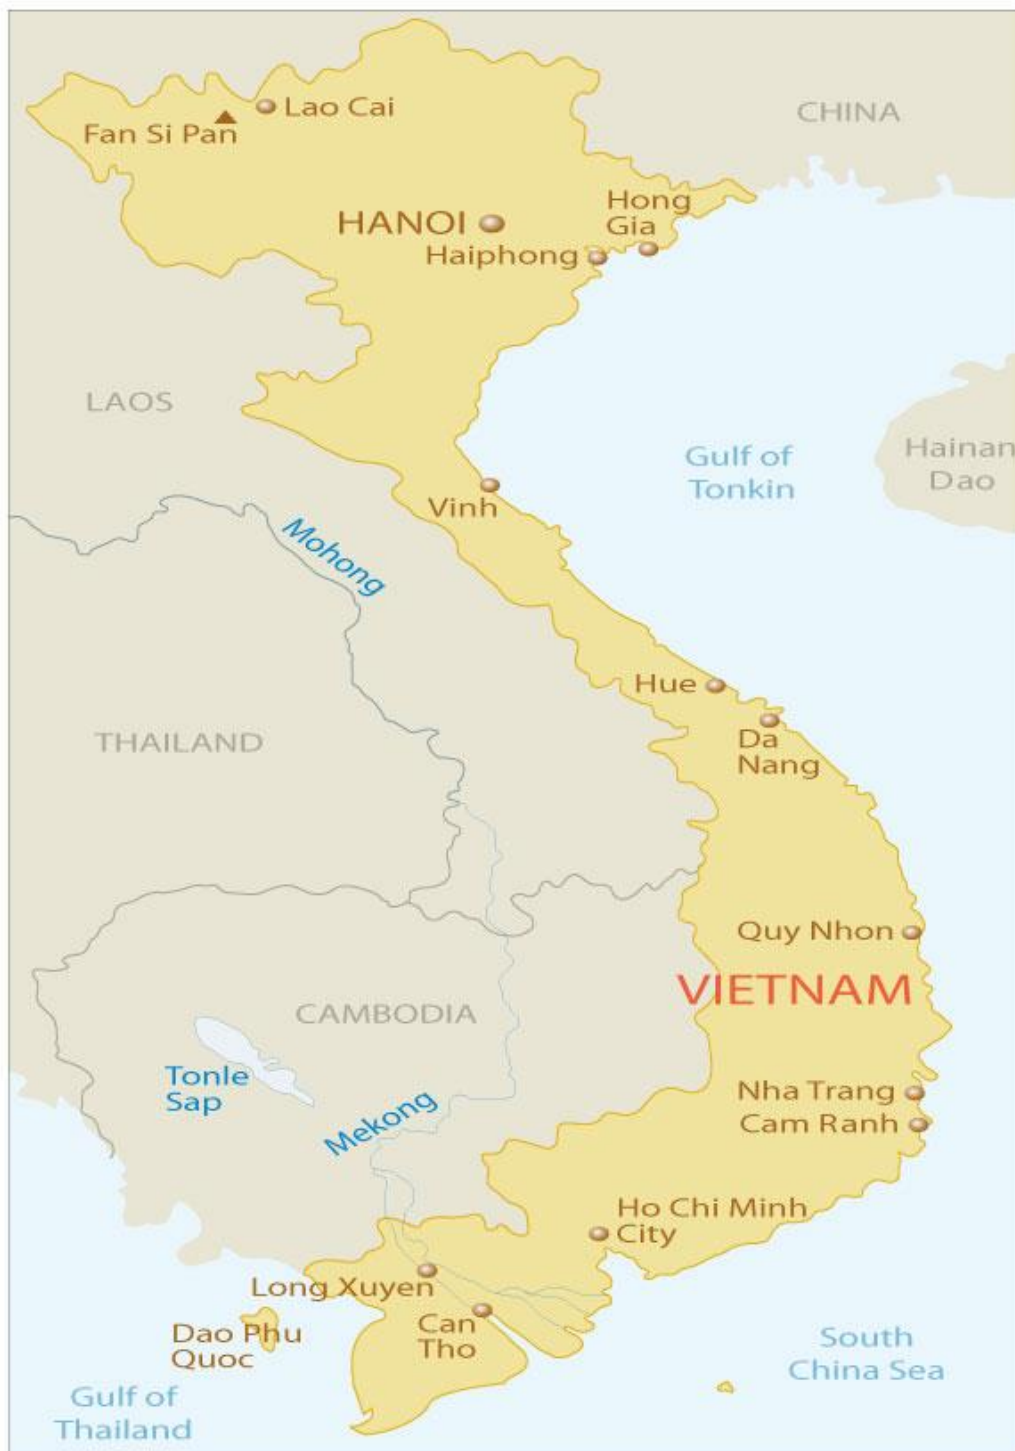 Lao Cai
CHINA
Fan Si Pan
Hong
Gia
HANOI
Haiphong
LAOS
Gulf of
Tonkin
Hainan
Dao
Vinh
Mohong
Hue
THAILAND
Da
Nang
Quy Nhon
VIETNAM
CAMBODIA
Tonle
Sap
Nha Trang
Mekong
Cam Ranh
Ho Chi Minh
City
Long Xuyen
Dao Phu
Quoc
Can
Tho
South
China Sea
Gulf of
Thailand